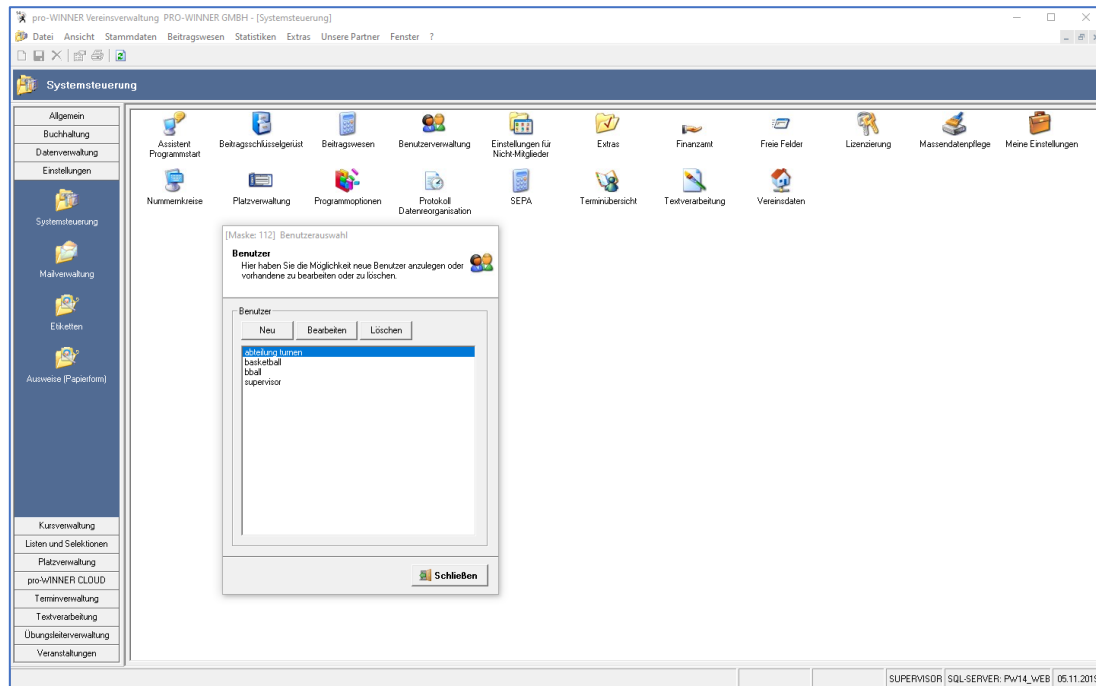 pro-WINNER Vereinsverwaltung PRO-WINNER GMBH - [Systemsteuerung]
Datei Ansicht Stammdaten Beitragswesen Statistiken Extras Unsere Partner Fenster ?
Systemsteuerung
Allgemein
Buchhaltung
Datenverwaltung
Einstellungen
Systemsteuerung
Mailverwaltung
Etiketten
Ausweise (Papierform)
Kursverwaltung
Listen und Selektionen
Platzverwaltung
pro-WINNER CLOUD
Terminverwaltung
Textverarbeitung
Übungsleiterverwaltung
Veranstaltungen
Assistent
Programmstart
Beitragsschlüsselgerüst
Beitragswesen
Benutzerverwaltung
Einstellungen für
Nicht-Mitglieder
Extras
Finanzamt
Freie Felder
Lizenzierung
Massendatenpflege
Meine Einstellungen
Nummernkreise
Platzverwaltung
Programmoptionen
Protokoll
Datenreorganisation
SEPA
Terminübersicht
Textverarbeitung
Vereinsdaten
[Maske: 112] Benutzerauswahl
Benutzer
Hier haben Sie die Möglichkeit neue Benutzer anzulegen oder
vorhandene zu bearbeiten oder zu löschen.
Benutzer
Neu Bearbeiten Löschen
abteilung turnen
basketball
bball
supervisor
Schließen
SUPERVISOR SQL-SERVER: PW14_WEB 05.11.2019